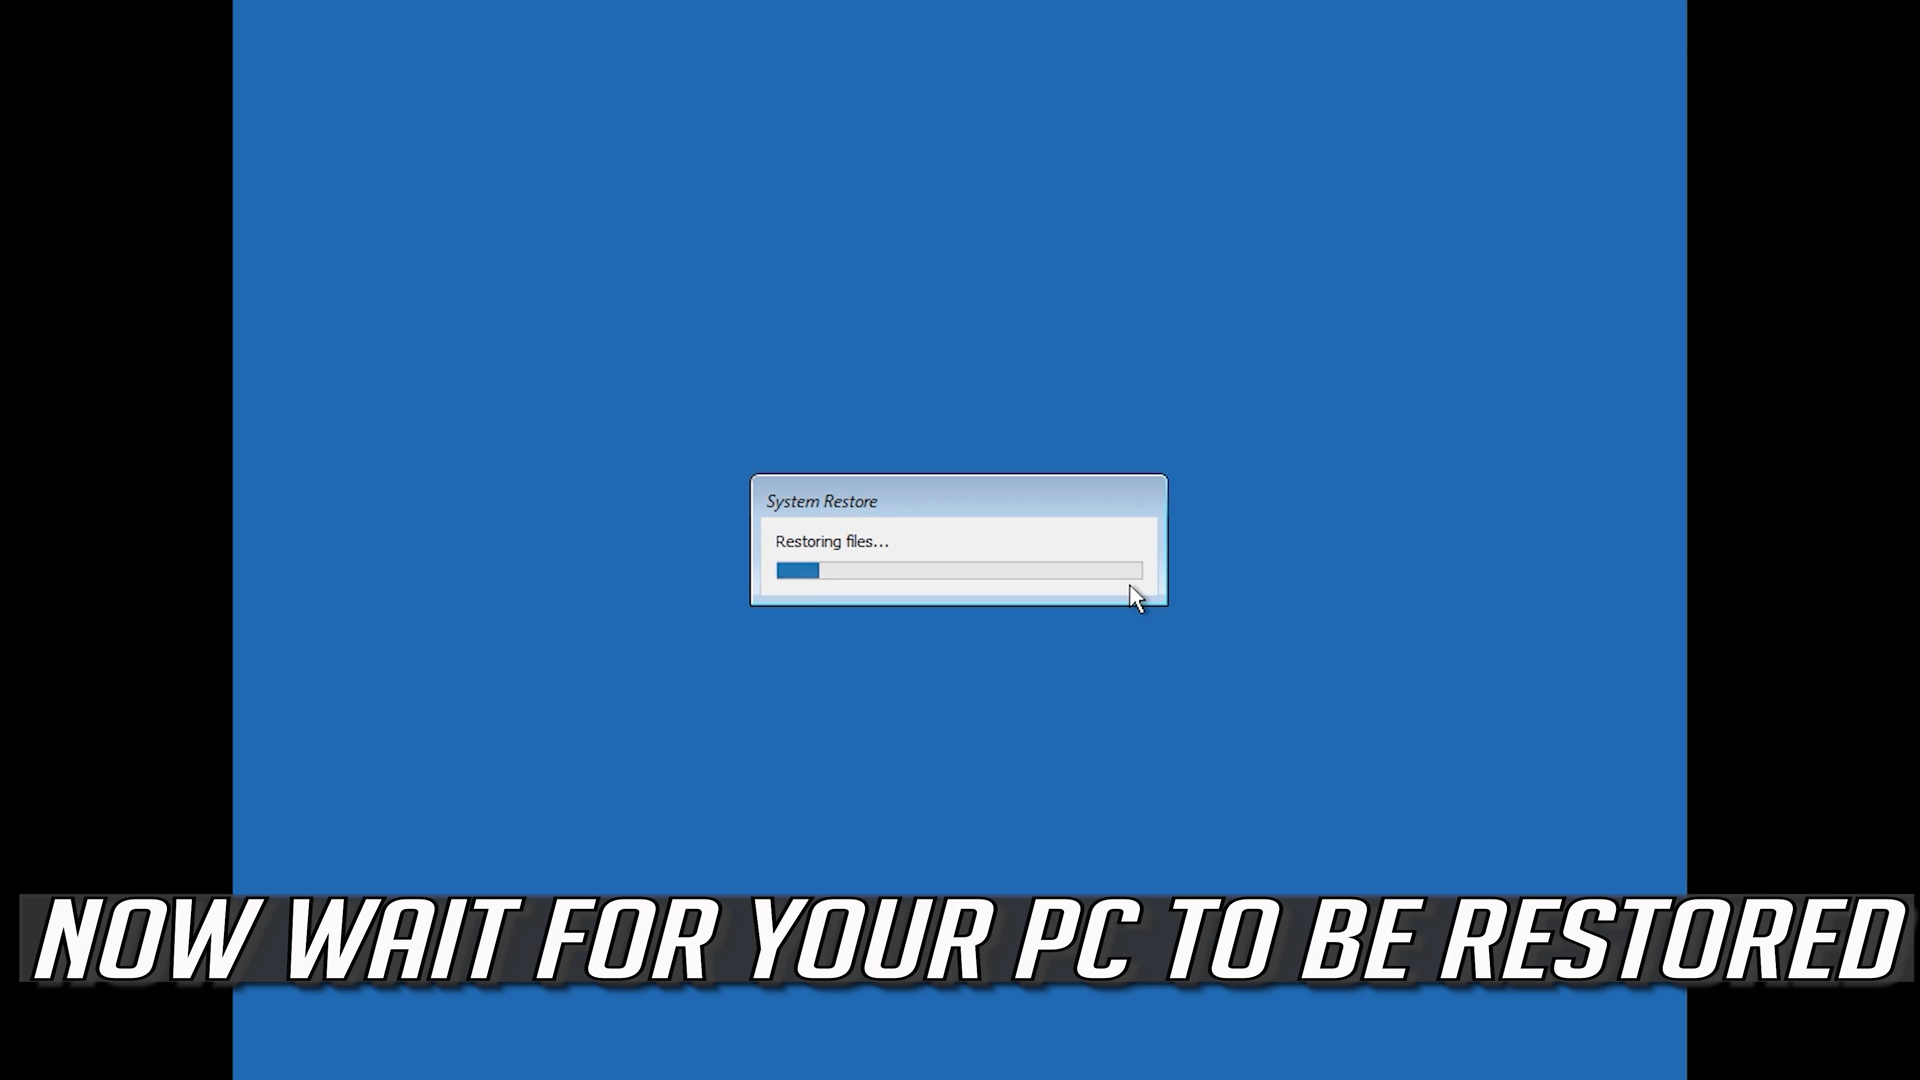 System Restore
Restoring files...
NOW WAIT FOR YOUR PC TO BE RESTORED